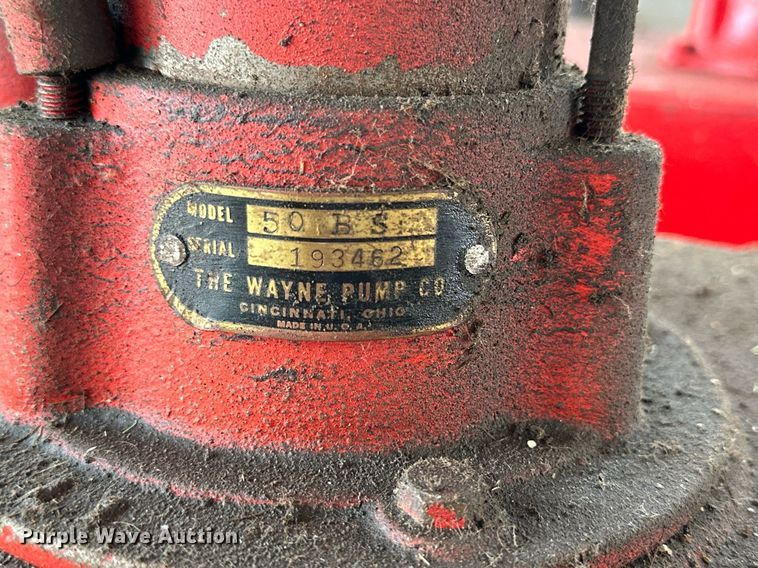 MODEL 50 BS
SERIAL 193462
THE WAYNE PUMP CO
CINCINNATI, OHIO
MADE IN U.S.A.
Purple Wave Auction